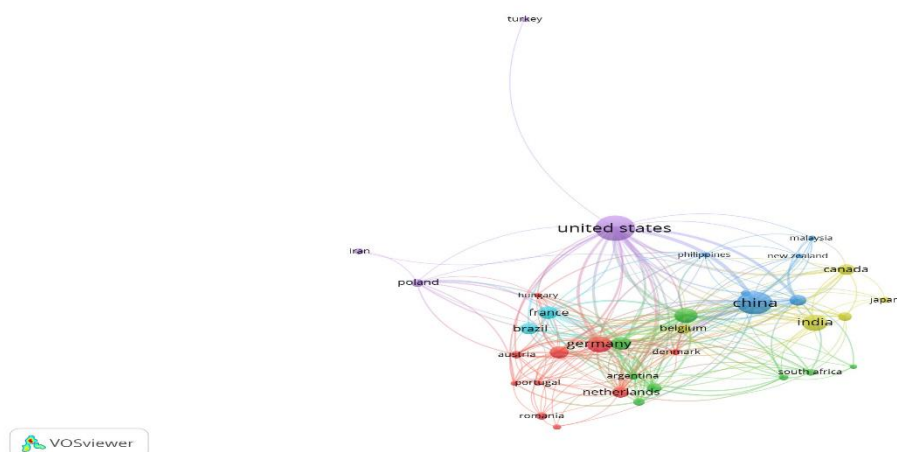 turkey
united states
iran
malaysia
philippines
new zealand
canada
poland
hungary
china
japan
france
india
brazil
belgium
germany
austria
denmark
south africa
argentina
portugal
netherlands
romania
VOSviewer